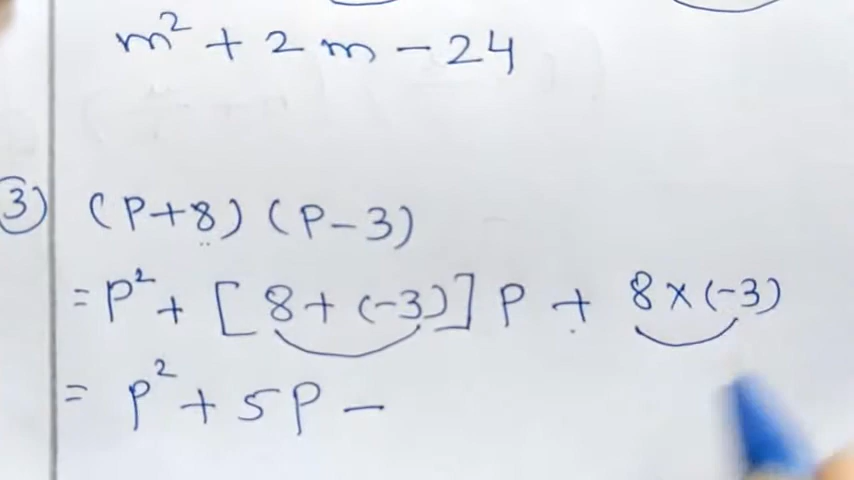 m² + 2m - 24
3) (P+8) (P-3)
= P² + [8+(-3)] P + 8×(-3)
= P² + 5P -